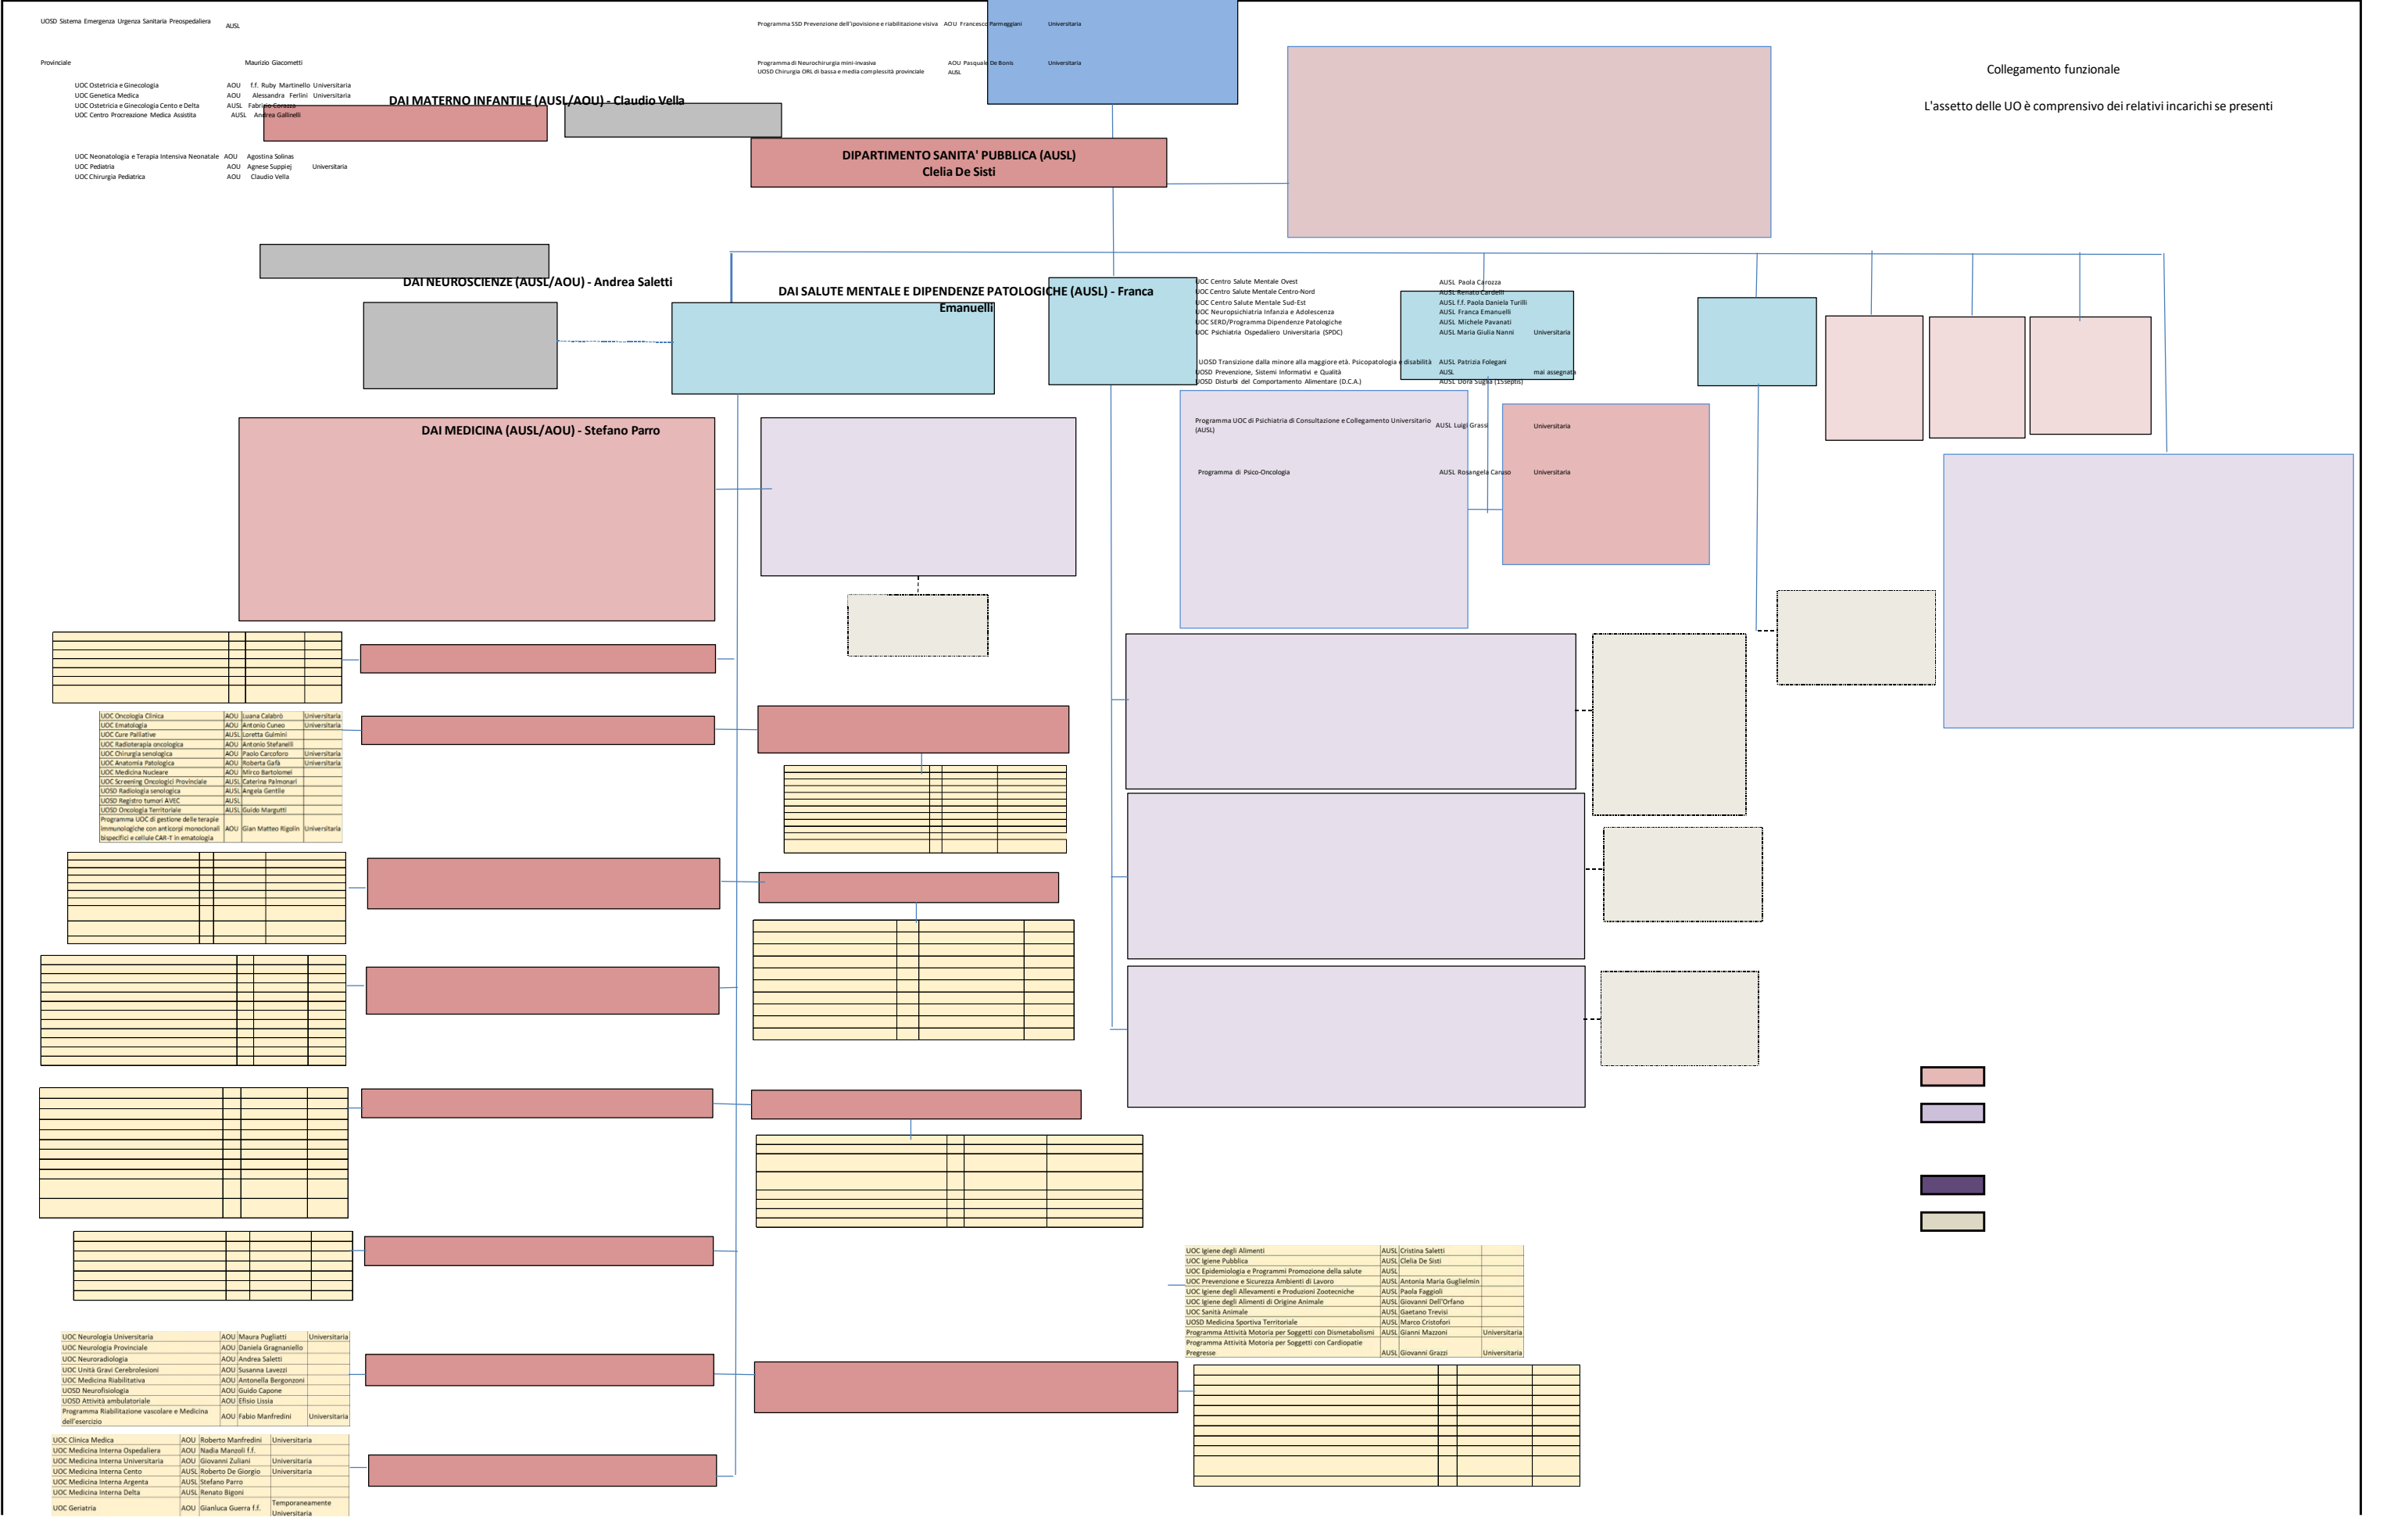 UOSD Sistema Emergenza Urgenza Sanitaria Preospedaliera AUSL
Provinciale Maurizio Giacometti
UOC Ostetricia e Ginecologia AOU f.f. Ruby Martinello Universitaria
UOC Genetica Medica AOU Alessandra Ferlini Universitaria
UOC Ostetricia e Ginecologia Cento e Delta AUSL Fabrizio Corazza
UOC Centro Procreazione Medica Assistita AUSL Andrea Gallinelli
DAI MATERNO INFANTILE (AUSL/AOU) - Claudio Vella
UOC Neonatologia e Terapia Intensiva Neonatale AOU Agostina Solinas
UOC Pediatria AOU Agnese Suppiej Universitaria
UOC Chirurgia Pediatrica AOU Claudio Vella
Programma SSD Prevenzione dell'ipovisione e riabilitazione visiva AOU Francesco Parmeggiani Universitaria
Programma di Neurochirurgia mini-invasiva AOU Pasquale De Bonis Universitaria
UOSD Chirurgia ORL di bassa e media complessità provinciale AUSL
DIPARTIMENTO SANITA' PUBBLICA (AUSL)
Clelia De Sisti
Collegamento funzionale
L'assetto delle UO è comprensivo dei relativi incarichi se presenti
DAI NEUROSCIENZE (AUSL/AOU) - Andrea Saletti
DAI SALUTE MENTALE E DIPENDENZE PATOLOGICHE (AUSL) - Franca
Emanuelli
UOC Centro Salute Mentale Ovest AUSL Paola Carozza
UOC Centro Salute Mentale Centro-Nord AUSL Renato Cardelli
UOC Centro Salute Mentale Sud-Est AUSL f.f. Paola Daniela Turilli
UOC Neuropsichiatria Infanzia e Adolescenza AUSL Franca Emanuelli
UOC SERD/Programma Dipendenze Patologiche AUSL Michele Pavanati
UOC Psichiatria Ospedaliero Universitaria (SPDC) AUSL Maria Giulia Nanni Universitaria
UOSD Transizione dalla minore alla maggiore età. Psicopatologia e disabilità AUSL Patrizia Folegani
UOSD Prevenzione, Sistemi Informativi e Qualità AUSL mai assegnata
UOSD Disturbi del Comportamento Alimentare (D.C.A.) AUSL Dora Suglia (15septis)
Programma UOC di Psichiatria di Consultazione e Collegamento Universitario
(AUSL) AUSL Luigi Grassi Universitaria
Programma di Psico-Oncologia AUSL Rosangela Caruso Universitaria
DAI MEDICINA (AUSL/AOU) - Stefano Parro
UOC Oncologia Clinica AOU Luana Calabrò Universitaria
UOC Ematologia AOU Antonio Cuneo Universitaria
UOC Cure Palliative AUSL Loretta Gulmini
UOC Radioterapia oncologica AOU Antonio Stefanelli
UOC Chirurgia senologica AOU Paolo Carcoforo Universitaria
UOC Anatomia Patologica AOU Roberta Gafà Universitaria
UOC Medicina Nucleare AOU Mirco Bartolomei
UOC Screening Oncologici Provinciale AUSL Caterina Palmonari
UOSD Radiologia senologica AUSL Angela Gentile
UOSD Registro tumori AVEC AUSL
UOSD Oncologia Territoriale AUSL Guido Margutti
Programma UOC di gestione delle terapie
immunologiche con anticorpi monoclonali AOU Gian Matteo Rigolin Universitaria
bispecifici e cellule CAR-T in ematologia
UOC Igiene degli Alimenti AUSL Cristina Saletti
UOC Igiene Pubblica AUSL Clelia De Sisti
UOC Epidemiologia e Programmi Promozione della salute AUSL
UOC Prevenzione e Sicurezza Ambienti di Lavoro AUSL Antonia Maria Guglielmin
UOC Igiene degli Allevamenti e Produzioni Zootecniche AUSL Paola Faggioli
UOC Igiene degli Alimenti di Origine Animale AUSL Giovanni Dell'Orfano
UOC Sanità Animale AUSL Gaetano Trevisi
UOSD Medicina Sportiva Territoriale AUSL Marco Cristofori
Programma Attività Motoria per Soggetti con Dismetabolismi AUSL Gianni Mazzoni Universitaria
Programma Attività Motoria per Soggetti con Cardiopatie
Pregresse AUSL Giovanni Grazzi Universitaria
UOC Neurologia Universitaria AOU Maura Pugliatti Universitaria
UOC Neurologia Provinciale AOU Daniela Gragnaniello
UOC Neuroradiologia AOU Andrea Saletti
UOC Unità Gravi Cerebrolesioni AOU Susanna Lavezzi
UOC Medicina Riabilitativa AOU Antonella Bergonzoni
UOSD Neurofisiologia AOU Guido Capone
UOSD Attività ambulatoriale AOU Efisio Lissia
Programma Riabilitazione vascolare e Medicina
dell'esercizio AOU Fabio Manfredini Universitaria
UOC Clinica Medica AOU Roberto Manfredini Universitaria
UOC Medicina Interna Ospedaliera AOU Nadia Manzoli f.f.
UOC Medicina Interna Universitaria AOU Giovanni Zuliani Universitaria
UOC Medicina Interna Cento AUSL Roberto De Giorgio Universitaria
UOC Medicina Interna Argenta AUSL Stefano Parro
UOC Medicina Interna Delta AUSL Renato Bigoni
UOC Geriatria AOU Gianluca Guerra f.f. Temporaneamente
Universitaria